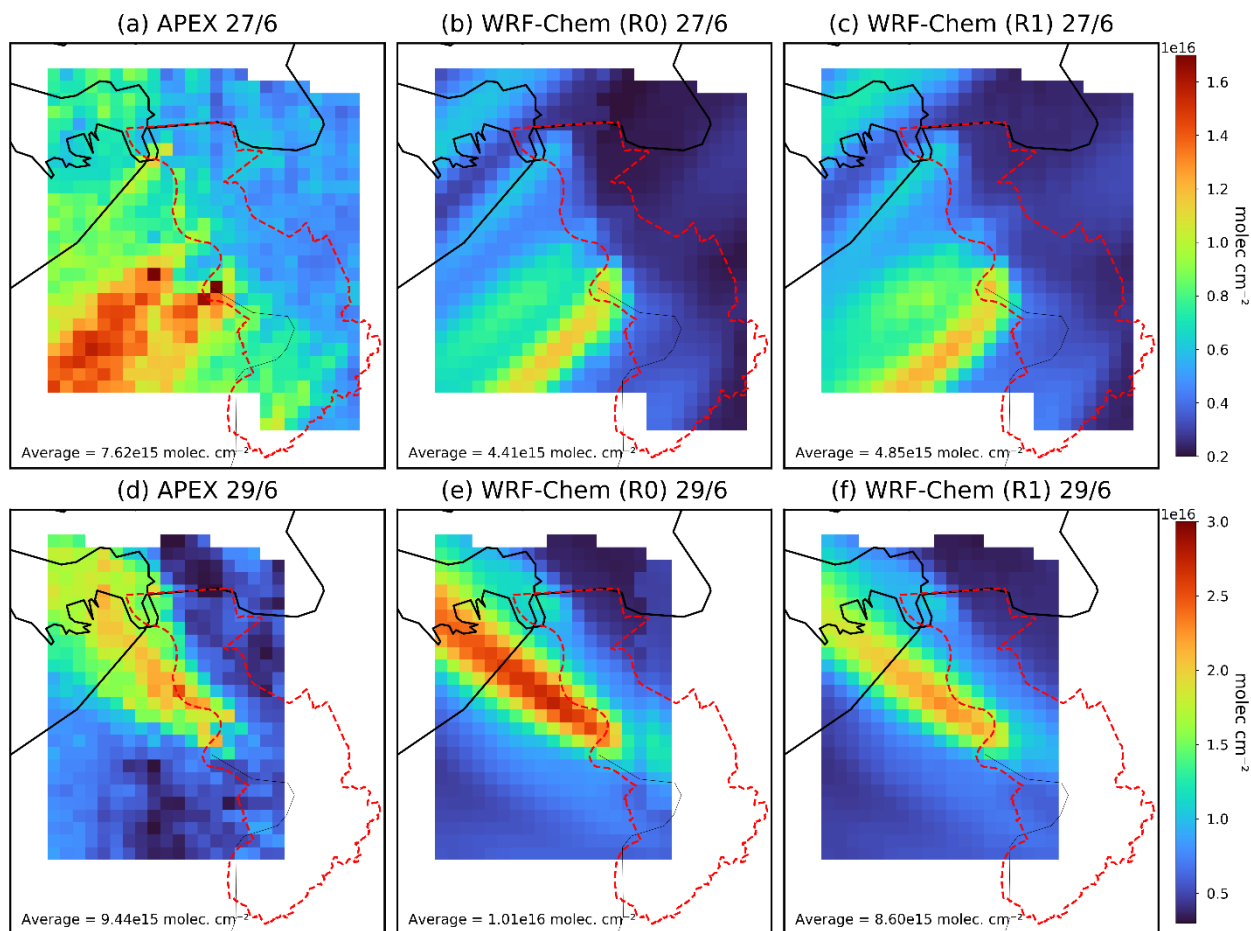 (a) APEX 27/6
(b) WRF-Chem (R0) 27/6
(c) WRF-Chem (R1) 27/6
1e16
1.6
1.4
1.2
1.0
0.8
0.6
0.4
0.2
molec cm⁻²
Average = 7.62e15 molec. cm⁻²
Average = 4.41e15 molec. cm⁻²
Average = 4.85e15 molec. cm⁻²
(d) APEX 29/6
(e) WRF-Chem (R0) 29/6
(f) WRF-Chem (R1) 29/6
1e16
3.0
2.5
2.0
1.5
1.0
0.5
molec cm⁻²
Average = 9.44e15 molec. cm⁻²
Average = 1.01e16 molec. cm⁻²
Average = 8.60e15 molec. cm⁻²